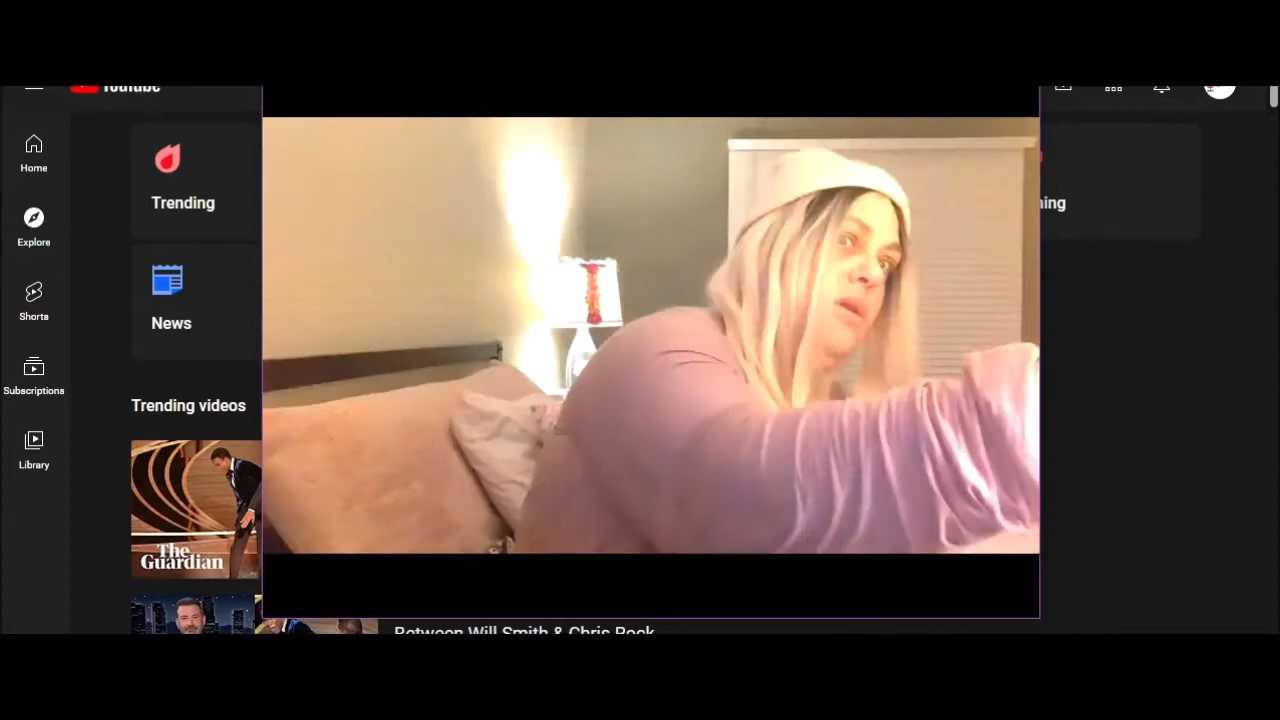 YouTube
Home
Trending
Explore
Shorts
News
Subscriptions
Trending videos
Library
The
Guardian
Between Will Smith & Chris Rock